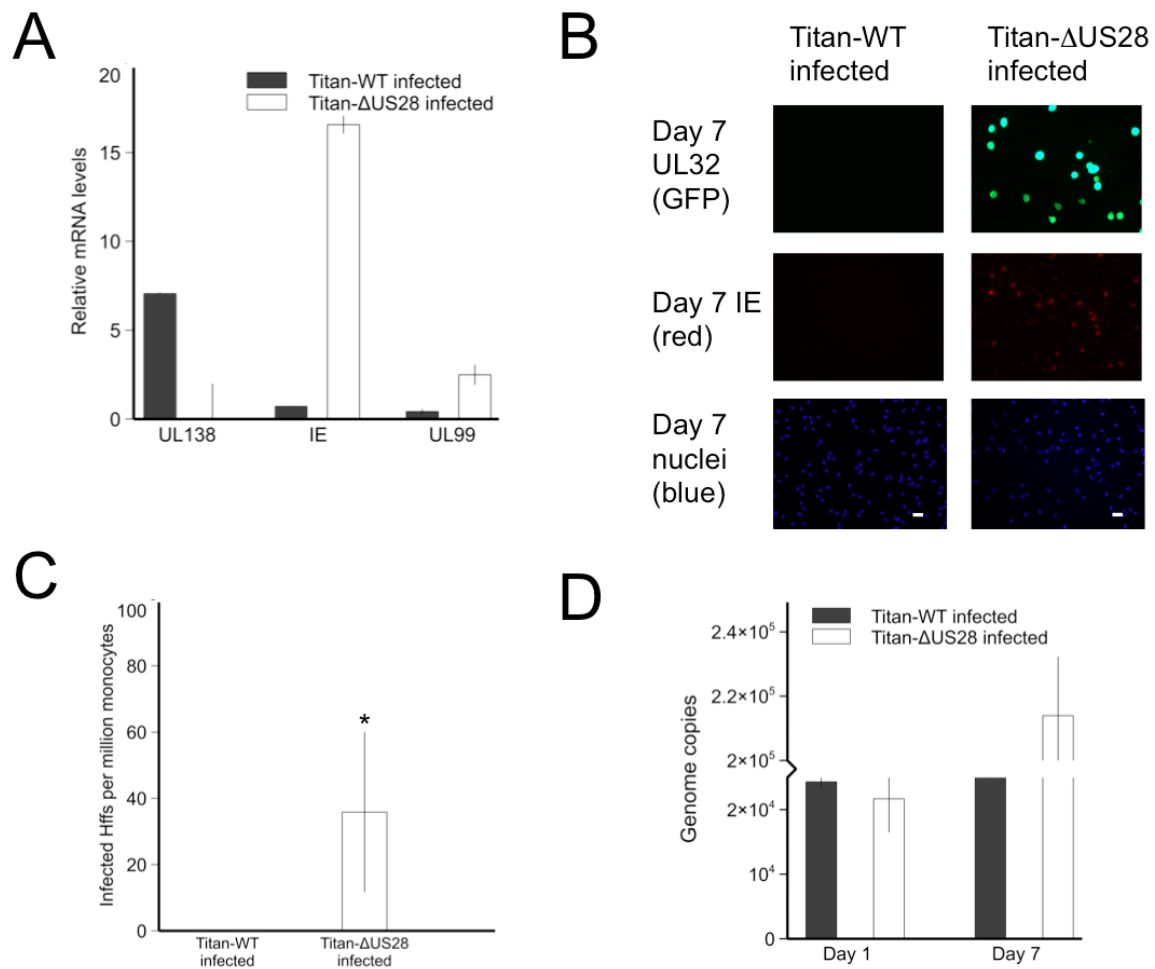 A
20
15
10
5
0
Relative mRNA levels
Titan-WT infected
Titan-ΔUS28 infected
UL138
IE
UL99
B
Titan-WT
infected
Titan-ΔUS28
infected
Day 7
UL32
(GFP)
Day 7 IE
(red)
Day 7
nuclei
(blue)
C
100
80
60
40
20
0
Infected Hffs per million monocytes
*
Titan-WT
infected
Titan-ΔUS28
infected
D
Titan-WT infected
Titan-ΔUS28 infected
2.4×10⁵
2.2×10⁵
2×10⁵
2×10⁴
10⁴
0
Genome copies
Day 1
Day 7